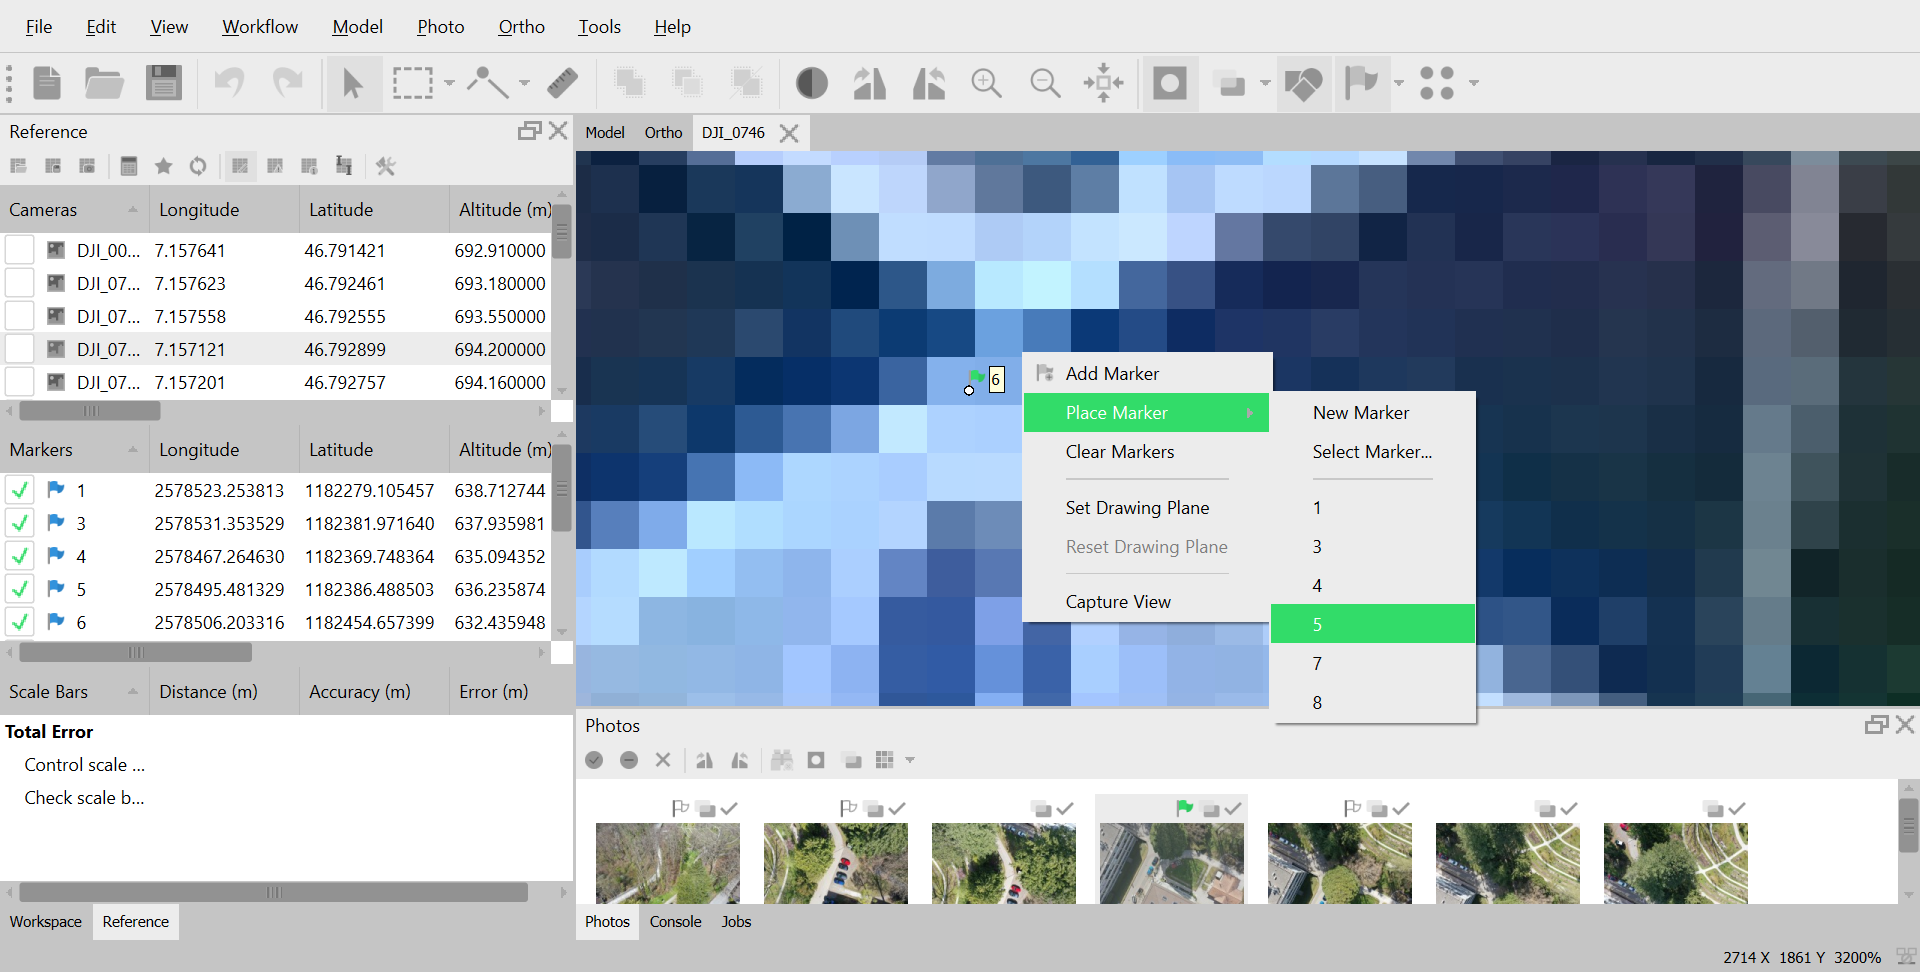 File Edit View Workflow Model Photo Ortho Tools Help
Reference
Cameras Longitude Latitude Altitude (m)
DJI_00... 7.157641 46.791421 692.910000
DJI_07... 7.157623 46.792461 693.180000
DJI_07... 7.157558 46.792555 693.550000
DJI_07... 7.157121 46.792899 694.200000
DJI_07... 7.157201 46.792757 694.160000
Markers Longitude Latitude Altitude (m)
1 2578523.253813 1182279.105457 638.712744
3 2578531.353529 1182381.971640 637.935981
4 2578467.264630 1182369.748364 635.094352
5 2578495.481329 1182386.488503 636.235874
6 2578506.203316 1182454.657399 632.435948
Scale Bars Distance (m) Accuracy (m) Error (m)
Total Error
Control scale ...
Check scale b...
Workspace Reference
Model Ortho DJI_0746
6
Add Marker
Place Marker
Clear Markers
Set Drawing Plane
Reset Drawing Plane
Capture View
New Marker
Select Marker...
1
3
4
5
7
8
Photos
Photos Console Jobs
2714 X 1861 Y 3200%